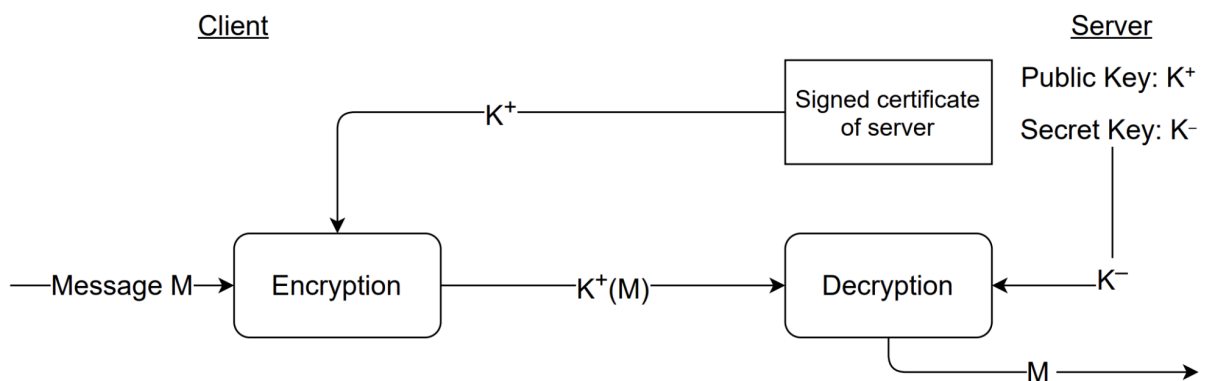 Client
Server
Public Key: K⁺
Signed certificate
of server
K⁺
Secret Key: K⁻
Message M
Encryption
K⁺(M)
Decryption
K⁻
M